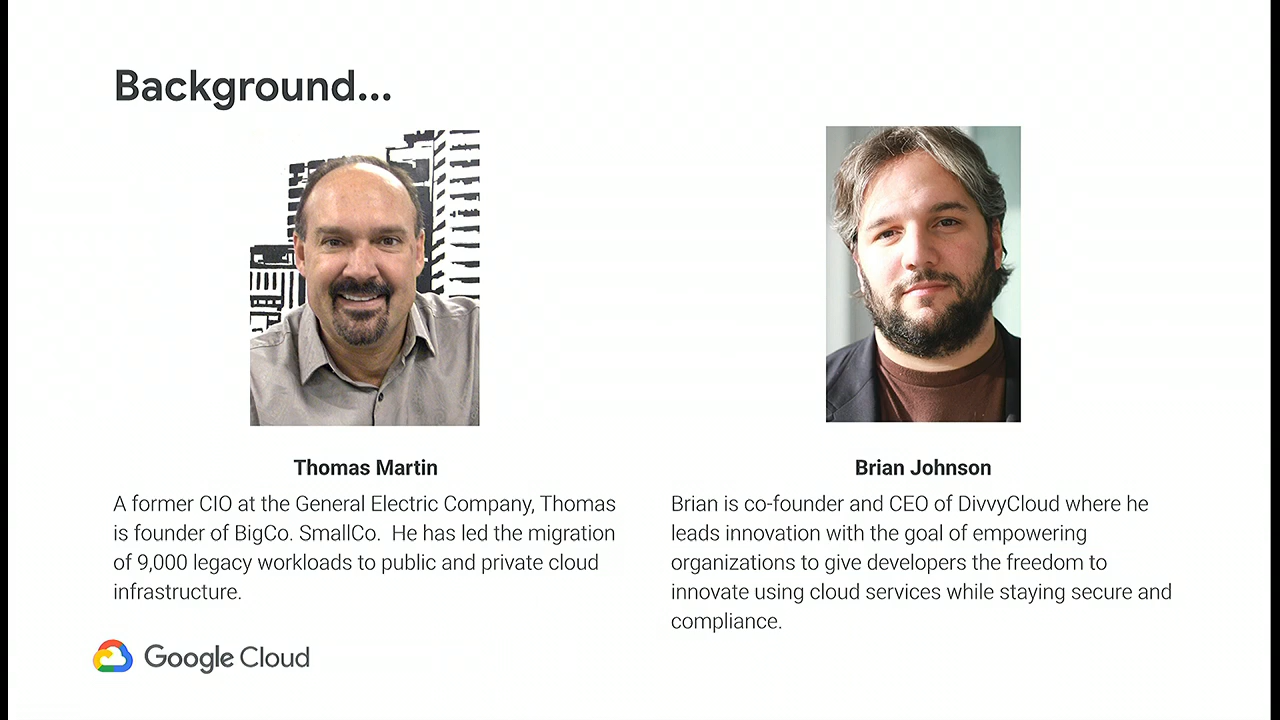 Background...
Thomas Martin
A former CIO at the General Electric Company, Thomas
is founder of BigCo. SmallCo.  He has led the migration
of 9,000 legacy workloads to public and private cloud
infrastructure.
Brian Johnson
Brian is co-founder and CEO of DivvyCloud where he
leads innovation with the goal of empowering
organizations to give developers the freedom to
innovate using cloud services while staying secure and
compliance.
Google Cloud